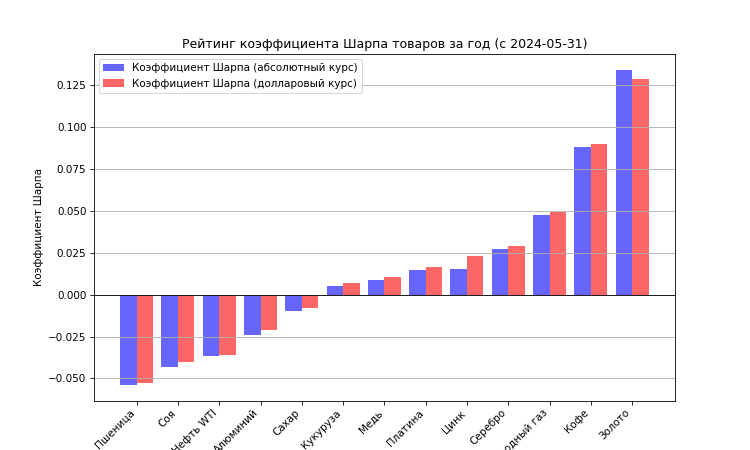 Рейтинг коэффициента Шарпа товаров за год (с 2024-05-31)
Коэффициент Шарпа (абсолютный курс)
Коэффициент Шарпа (долларовый курс)
Коэффициент Шарпа
0.125
0.100
0.075
0.050
0.025
0.000
−0.025
−0.050
Пшеница
Соя
Нефть WTI
Алюминий
Сахар
Кукуруза
Медь
Платина
Цинк
Серебро
одный газ
Кофе
Золото